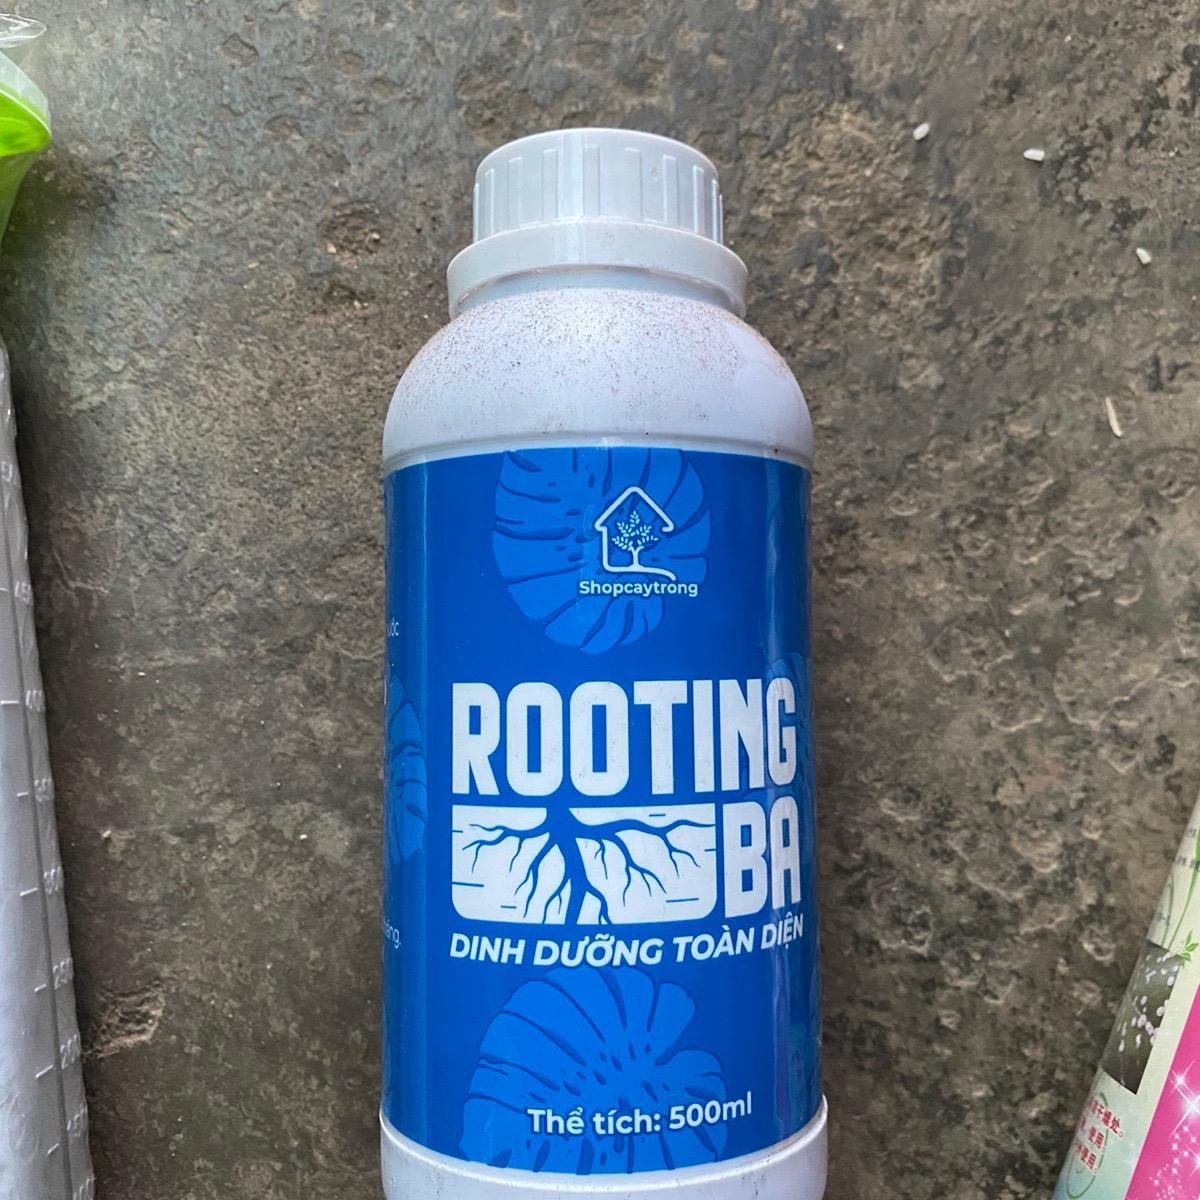 Shopcaytrong
ROOTING
BA
DINH DƯỠNG TOÀN DIỆN
Thể tích: 500ml